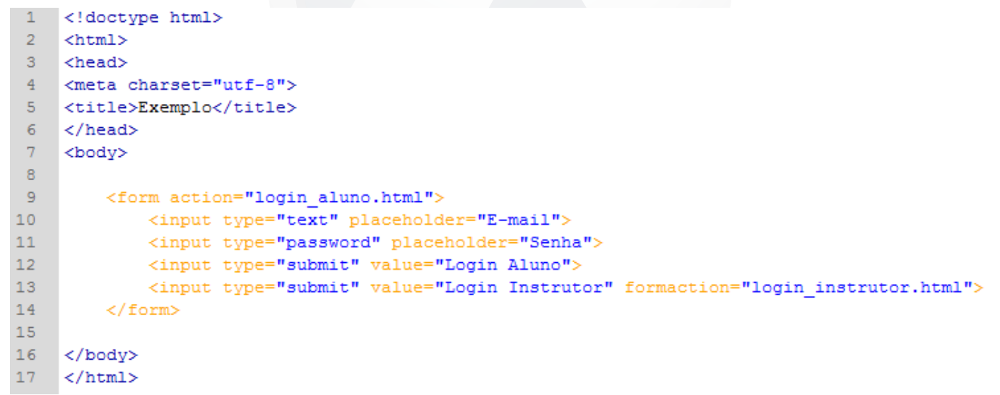 1 <!doctype html>
2 <html>
3 <head>
4 <meta charset="utf-8">
5 <title>Exemplo</title>
6 </head>
7 <body>
8
9 <form action="login_aluno.html">
10 <input type="text" placeholder="E-mail">
11 <input type="password" placeholder="Senha">
12 <input type="submit" value="Login Aluno">
13 <input type="submit" value="Login Instrutor" formaction="login_instrutor.html">
14 </form>
15
16 </body>
17 </html>